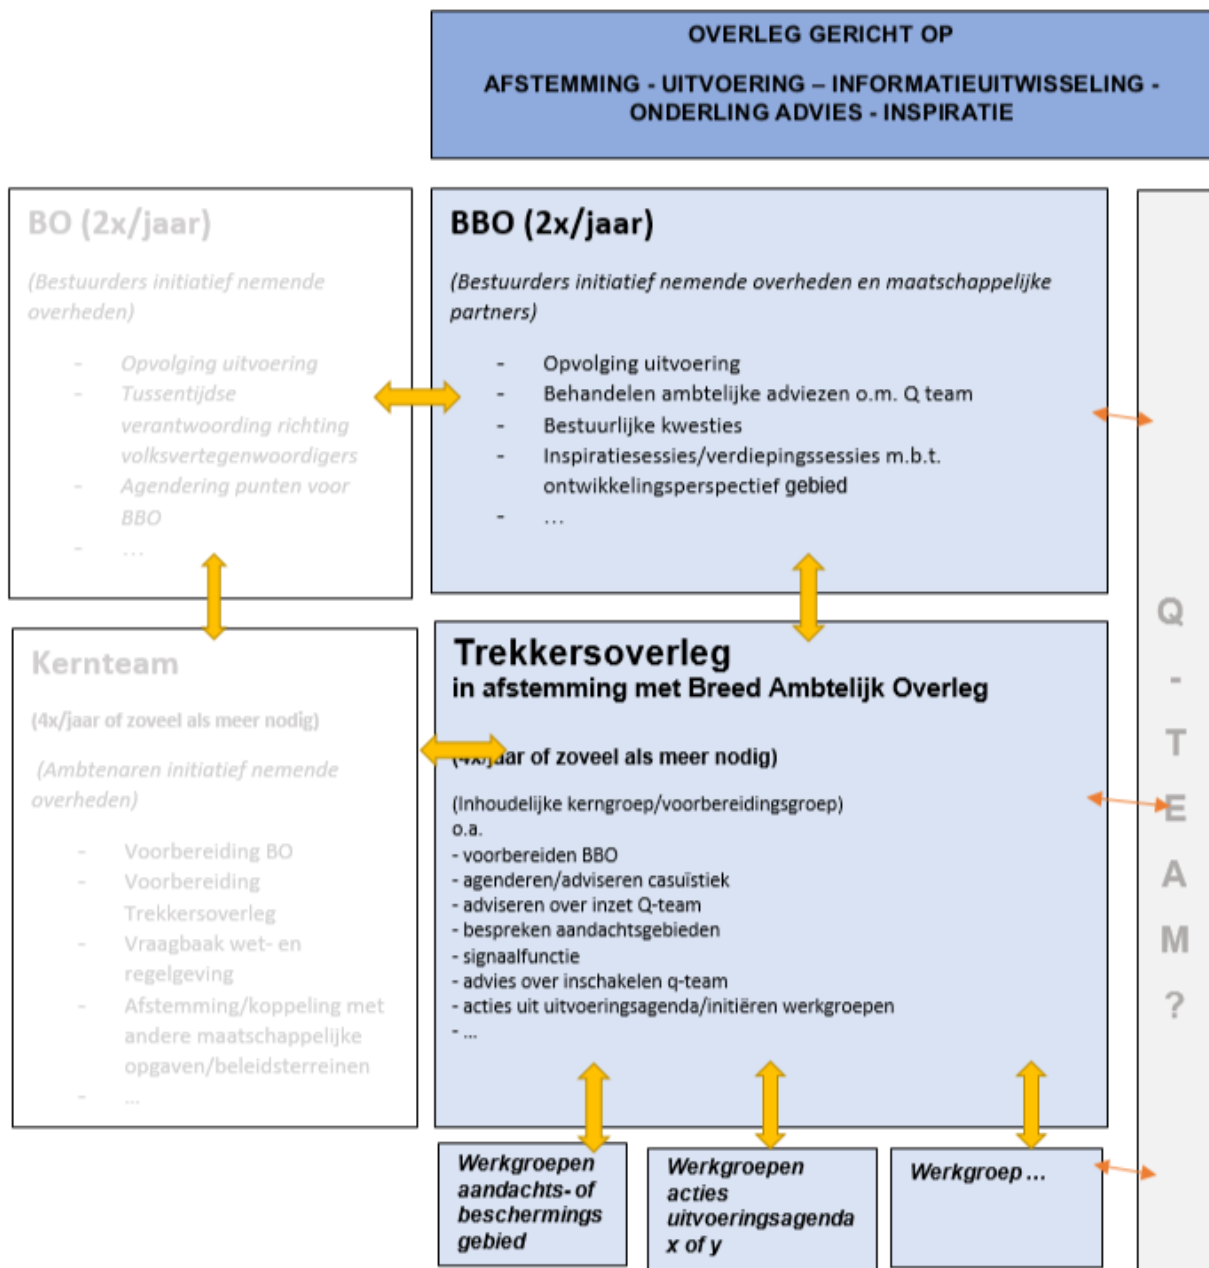 OVERLEG GERICHT OP
AFSTEMMING - UITVOERING – INFORMATIEUITWISSELING -
ONDERLING ADVIES - INSPIRATIE
BO (2x/jaar)
(Bestuurders initiatief nemende
overheden)
- Opvolging uitvoering
- Tussentijdse
verantwoording richting
volksvertegenwoordigers
- Agendering punten voor
BBO
- ...
BBO (2x/jaar)
(Bestuurders initiatief nemende overheden en maatschappelijke
partners)
- Opvolging uitvoering
- Behandelen ambtelijke adviezen o.m. Q team
- Bestuurlijke kwesties
- Inspiratiesessies/verdiepingssessies m.b.t.
ontwikkelingsperspectief gebied
- ...
Kernteam
(4x/jaar of zoveel als meer nodig)
(Ambtenaren initiatief nemende
overheden)
- Voorbereiding BO
- Voorbereiding
Trekkersoverleg
- Vraagbaak wet- en
regelgeving
- Afstemming/koppeling met
andere maatschappelijke
opgaven/beleidsterreinen
- ...
Trekkersoverleg
in afstemming met Breed Ambtelijk Overleg
(4x/jaar of zoveel als meer nodig)
(Inhoudelijke kerngroep/voorbereidingsgroep)
o.a.
- voorbereiden BBO
- agenderen/adviseren casuïstiek
- adviseren over inzet Q-team
- bespreken aandachtsgebieden
- signaalfunctie
- advies over inschakelen q-team
- acties uit uitvoeringsagenda/initiëren werkgroepen
- ...
Werkgroepen
aandachts- of
beschermings
gebied
Werkgroepen
acties
uitvoeringsagenda
x of y
Werkgroep ...
Q
-
T
E
A
M
?